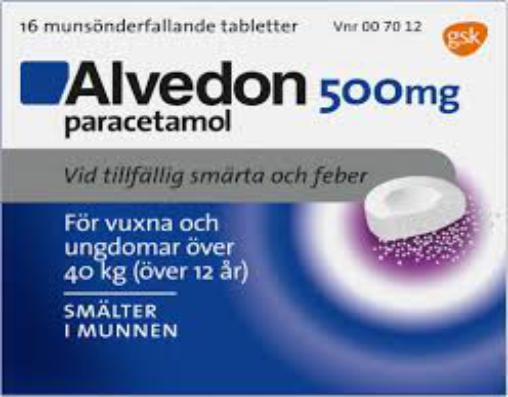 16 munsönderfallande tabletter Vnr 00 70 12
gsk
Alvedon 500mg
paracetamol
Vid tillfällig smärta och feber
För vuxna och
ungdomar över
40 kg (över 12 år)
SMÄLTER
I MUNNEN